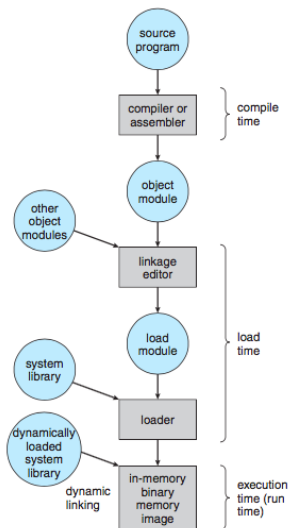 source
program
compiler or
assembler
compile
time
object
module
other
object
modules
linkage
editor
load
module
load
time
system
library
loader
dynamically
loaded
system
library
dynamic
linking
in-memory
binary
memory
image
execution
time (run
time)